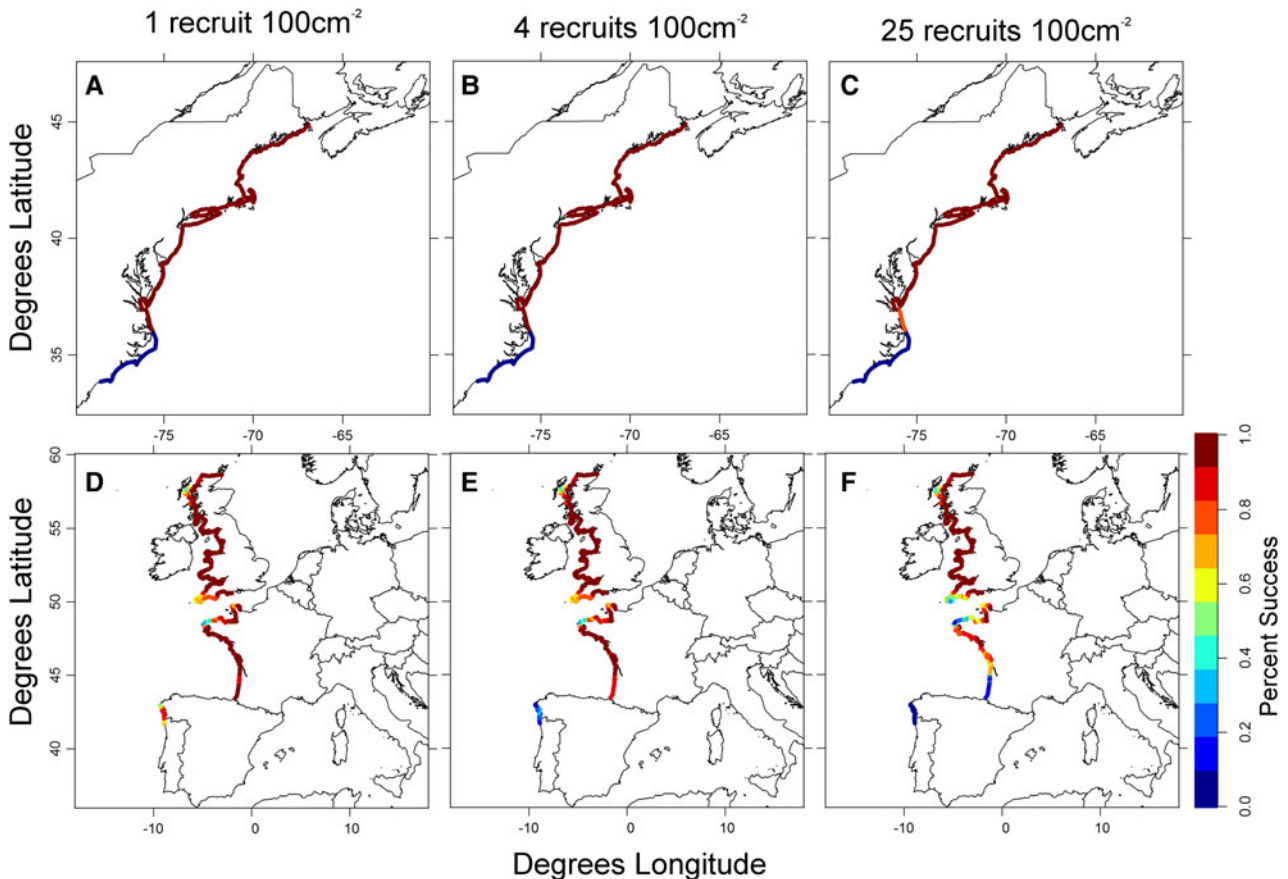 1 recruit 100cm⁻²
4 recruits 100cm⁻²
25 recruits 100cm⁻²
A
B
C
Degrees Latitude
45
40
35
-75
-70
-65
-75
-70
-65
-75
-70
-65
D
E
F
Degrees Latitude
60
55
50
45
40
-10
0
10
-10
0
10
-10
0
10
Degrees Longitude
1.0
0.8
0.6
0.4
0.2
0.0
Percent Success